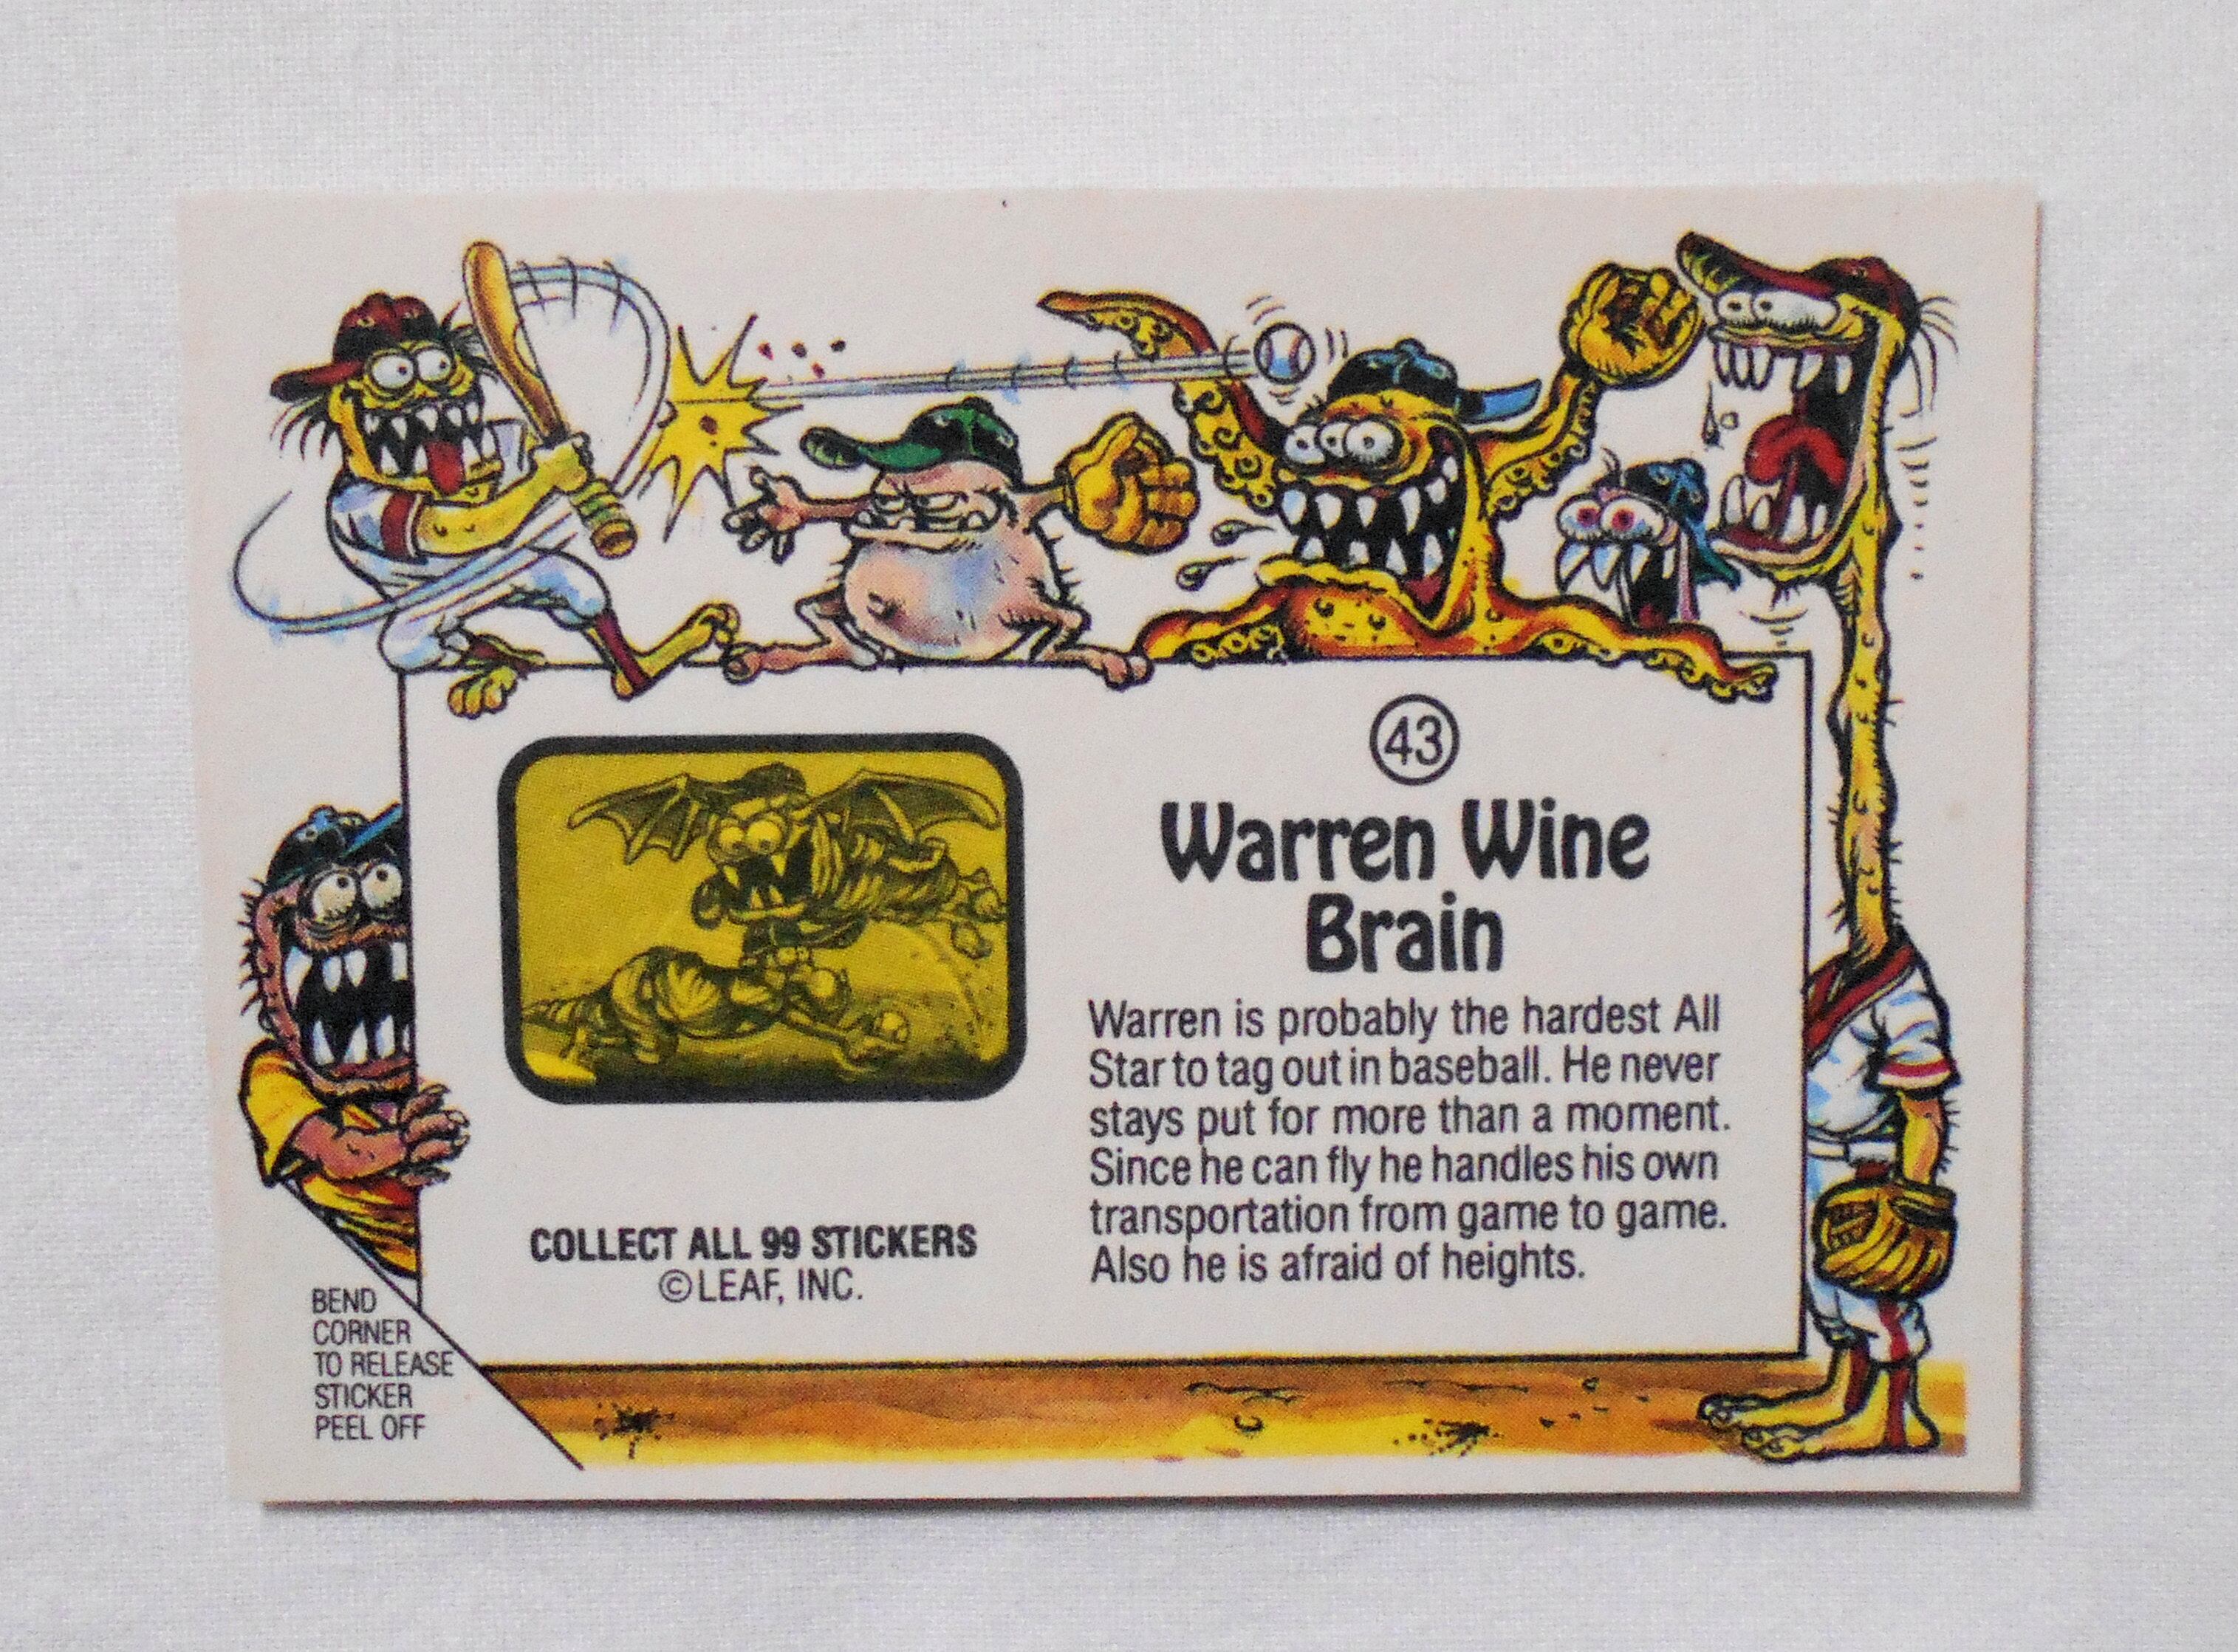 43
Warren Wine
Brain
Warren is probably the hardest All
Star to tag out in baseball. He never
stays put for more than a moment.
Since he can fly he handles his own
transportation from game to game.
Also he is afraid of heights.
COLLECT ALL 99 STICKERS
©LEAF, INC.
BEND
CORNER
TO RELEASE
STICKER
PEEL OFF